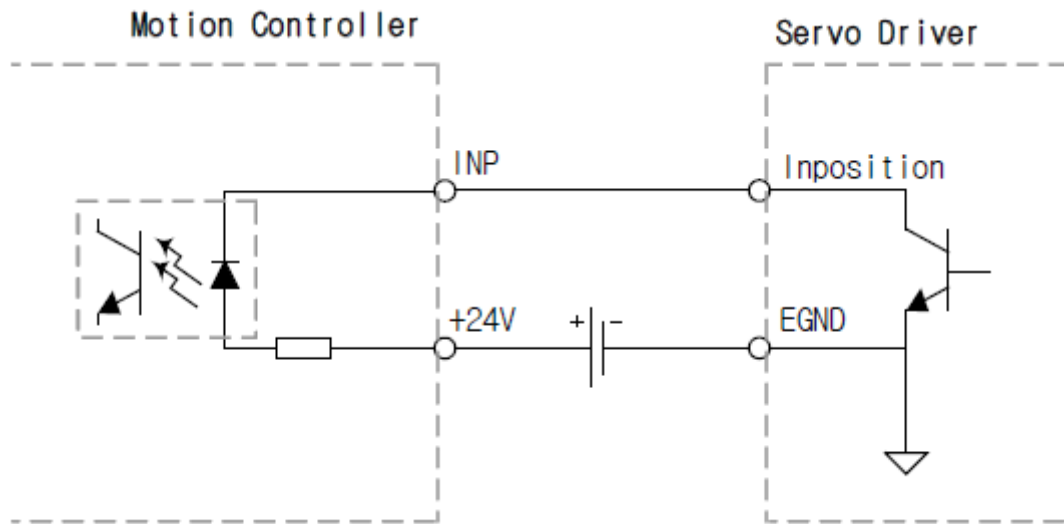 Motion Controller
Servo Driver
INP
Inposition
+24V
+
-
EGND